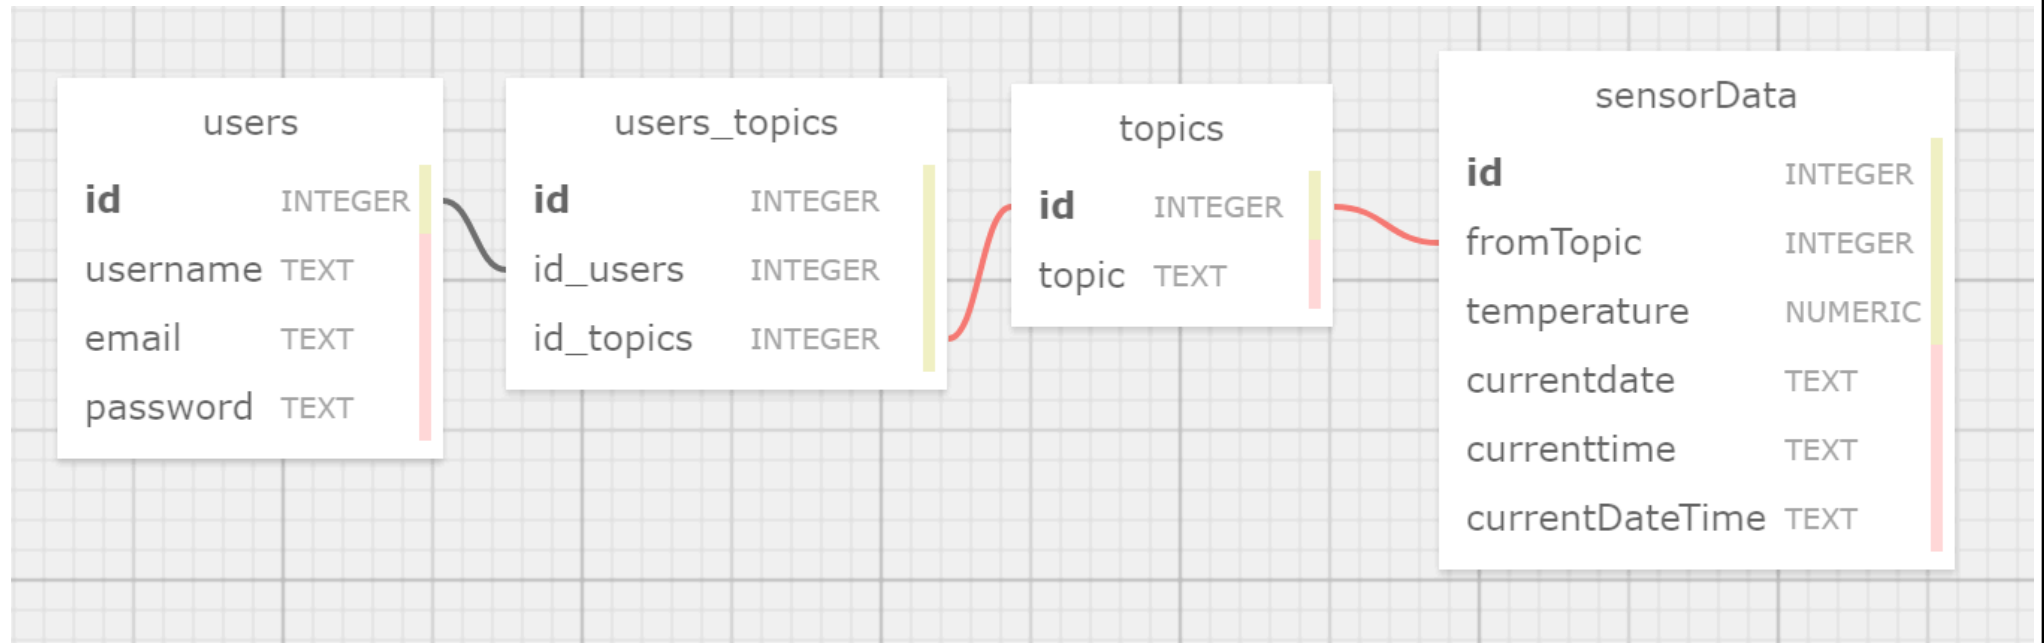 users
id INTEGER
username TEXT
email TEXT
password TEXT
users_topics
id INTEGER
id_users INTEGER
id_topics INTEGER
topics
id INTEGER
topic TEXT
sensorData
id INTEGER
fromTopic INTEGER
temperature NUMERIC
currentdate TEXT
currenttime TEXT
currentDateTime TEXT